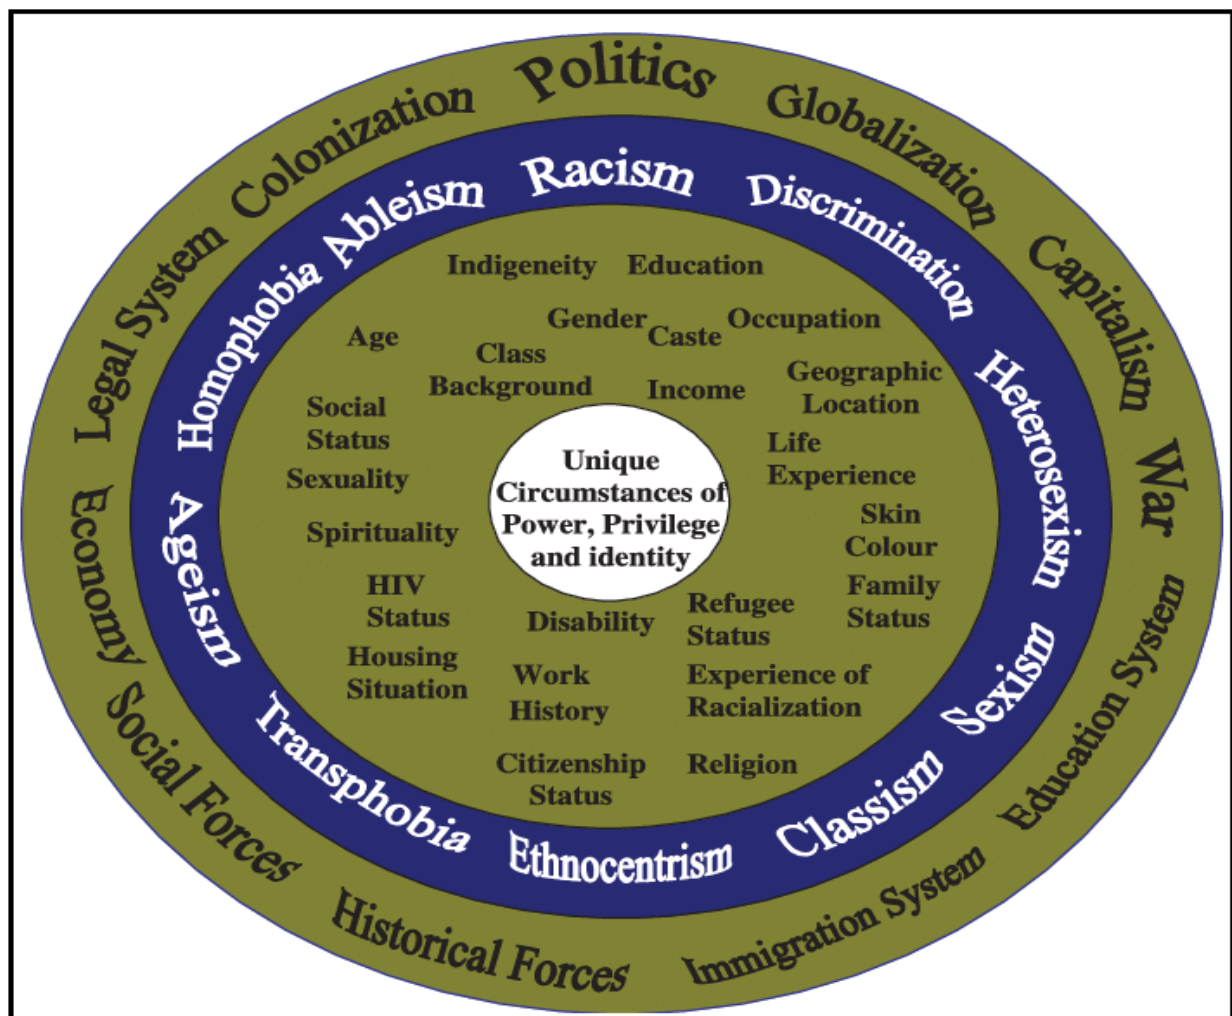 Politics
Globalization
Capitalism
War
Education System
Immigration System
Historical Forces
Social Forces
Economy
Legal System
Colonization
Racism
Discrimination
Heterosexism
Sexism
Classism
Ethnocentrism
Transphobia
Ageism
Homophobia
Ableism
Indigeneity
Education
Gender
Caste
Occupation
Age
Class
Background
Income
Geographic
Location
Social
Status
Life
Experience
Sexuality
Spirituality
Skin
Colour
HIV
Status
Disability
Refugee
Status
Family
Status
Housing
Situation
Work
History
Experience of
Racialization
Citizenship
Status
Religion
Unique
Circumstances of
Power, Privilege
and identity